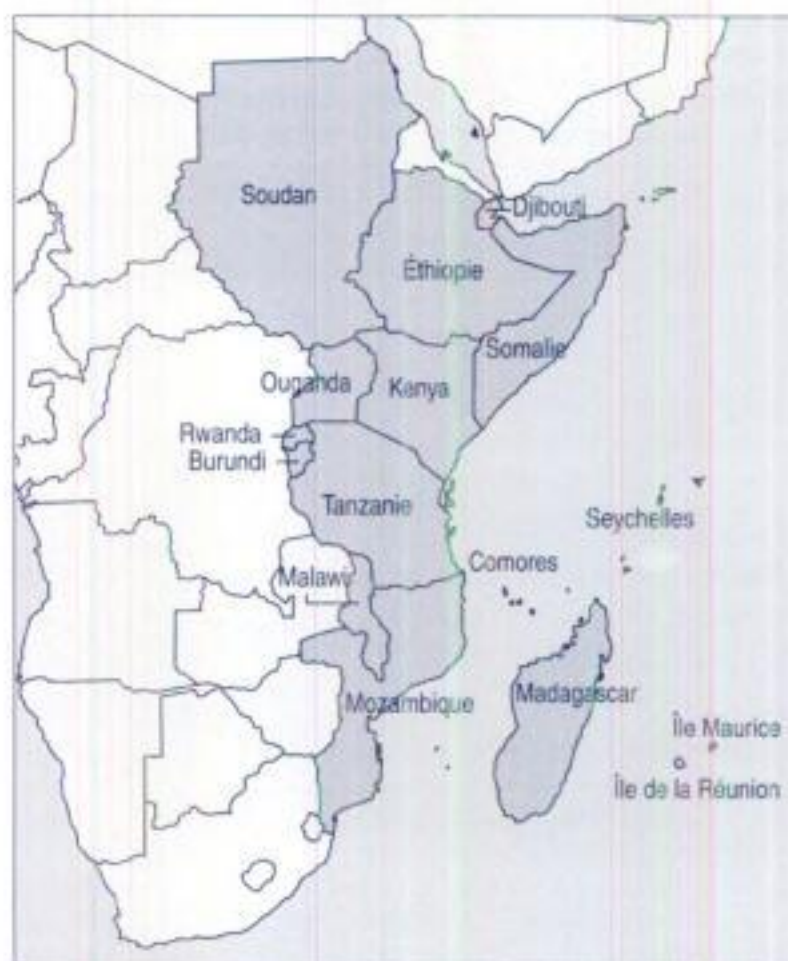 Soudan
Djibouti
Éthiopie
Somalie
Ouganda
Kenya
Rwanda
Burundi
Tanzanie
Seychelles
Comores
Malawi
Madagascar
Mozambique
Île Maurice
Île de la Réunion